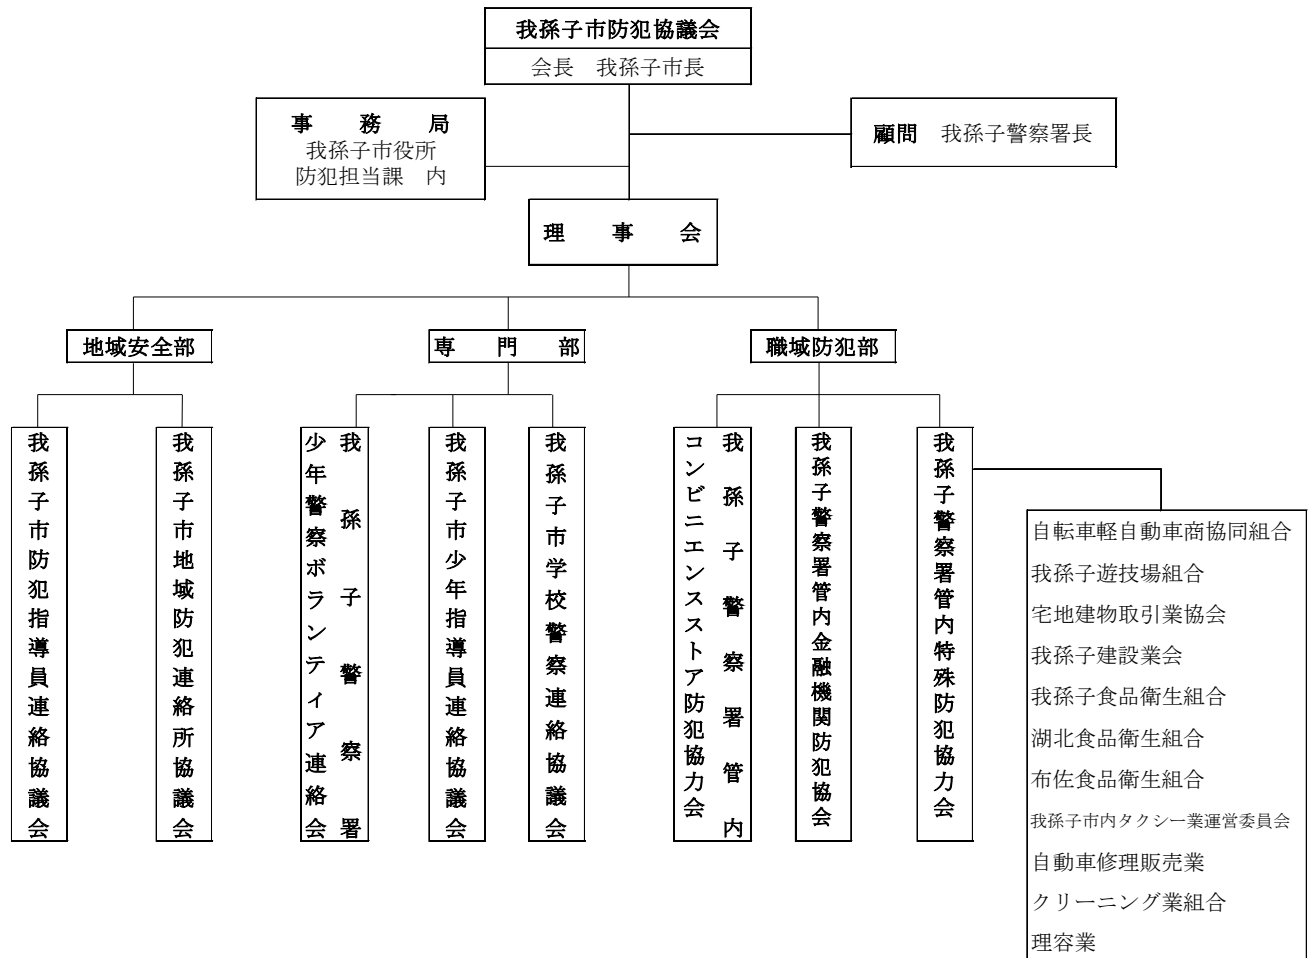 我孫子市防犯協議会
会長　我孫子市長
事　務　局
我孫子市役所
防犯担当課　内
顧問　我孫子警察署長
理　事　会
地域安全部
専　門　部
職域防犯部
我孫子市防犯指導員連絡協議会
我孫子市地域防犯連絡所協議会
我孫子警察署
少年警察ボランティア連絡会
我孫子市少年指導員連絡協議会
我孫子市学校警察連絡協議会
我孫子警察署管内
コンビニエンスストア防犯協力会
我孫子警察署管内金融機関防犯協会
我孫子警察署管内特殊防犯協力会
自転車軽自動車商協同組合
我孫子遊技場組合
宅地建物取引業協会
我孫子建設業会
我孫子食品衛生組合
湖北食品衛生組合
布佐食品衛生組合
我孫子市内タクシー業運営委員会
自動車修理販売業
クリーニング業組合
理容業